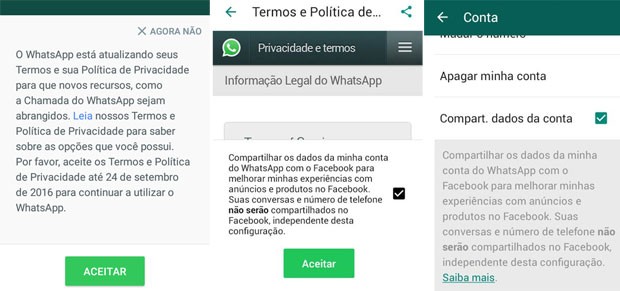 AGORA NÃO
O WhatsApp está atualizando seus
Termos e sua Política de Privacidade
para que novos recursos, como
a Chamada do WhatsApp sejam
abrangidos. Leia nossos Termos e
Política de Privacidade para saber
sobre as opções que você possui.
Por favor, aceite os Termos e Política
de Privacidade até 24 de setembro
de 2016 para continuar a utilizar o
WhatsApp.
ACEITAR
Termos e Política de...
Privacidade e termos
Informação Legal do WhatsApp
Terms of Service
Compartilhar os dados da minha conta
do WhatsApp com o Facebook para
melhorar minhas experiências com
anúncios e produtos no Facebook.
Suas conversas e número de telefone
não serão compartilhados no
Facebook, independente desta
configuração.
Aceitar
Conta
Mudar o número
Apagar minha conta
Compart. dados da conta
Compartilhar os dados da minha
conta do WhatsApp com o
Facebook para melhorar minhas
experiências com anúncios e
produtos no Facebook. Suas
conversas e número de telefone não
serão compartilhados no Facebook,
independente desta configuração.
Saiba mais.